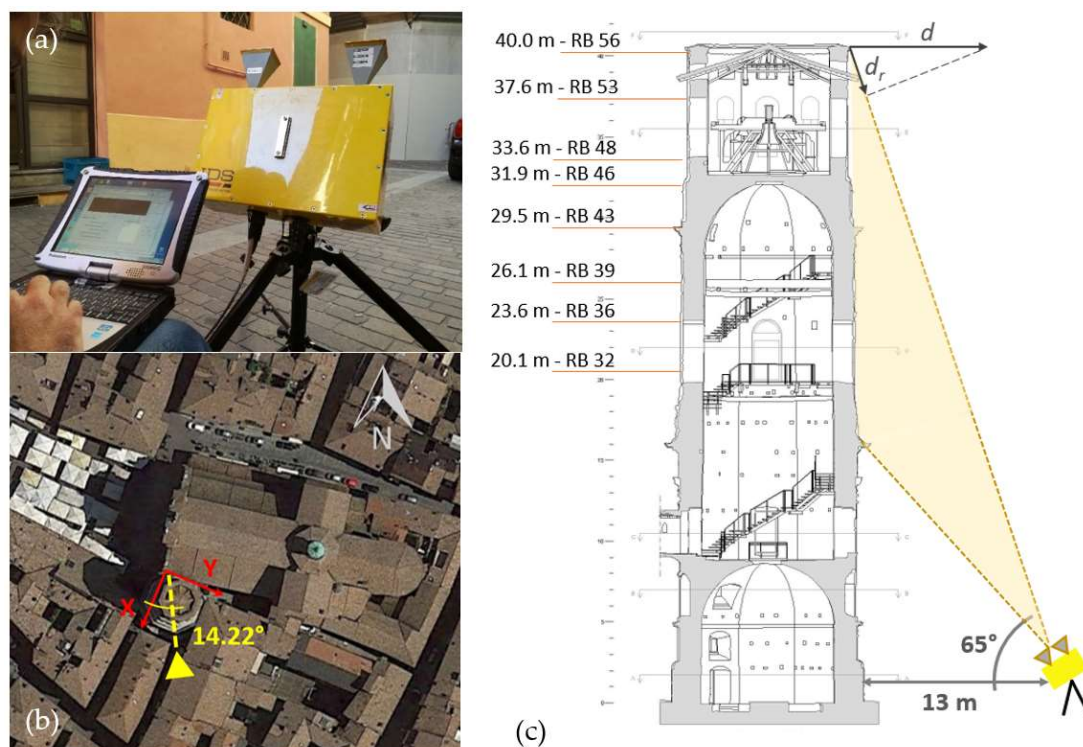 (a)
IDS
(b)
N
X
Y
14.22°
(c)
40.0 m - RB 56
37.6 m - RB 53
33.6 m - RB 48
31.9 m - RB 46
29.5 m - RB 43
26.1 m - RB 39
23.6 m - RB 36
20.1 m - RB 32
d
dᵣ
65°
13 m